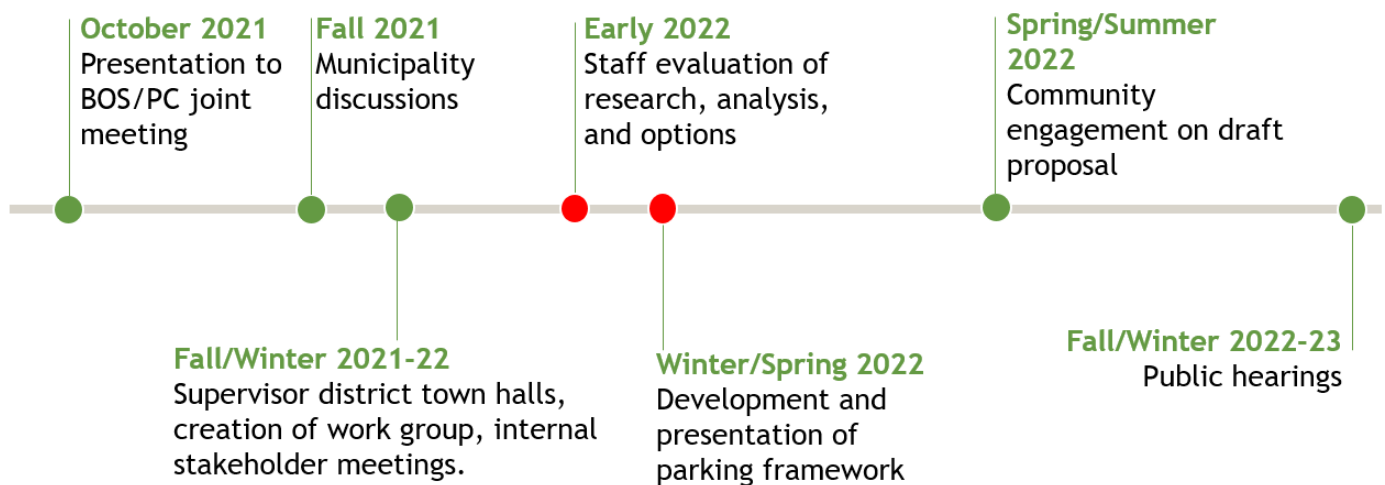 October 2021
Presentation to
BOS/PC joint
meeting
Fall 2021
Municipality
discussions
Early 2022
Staff evaluation of
research, analysis,
and options
Spring/Summer
2022
Community
engagement on draft
proposal
Fall/Winter 2021-22
Supervisor district town halls,
creation of work group, internal
stakeholder meetings.
Winter/Spring 2022
Development and
presentation of
parking framework
Fall/Winter 2022-23
Public hearings